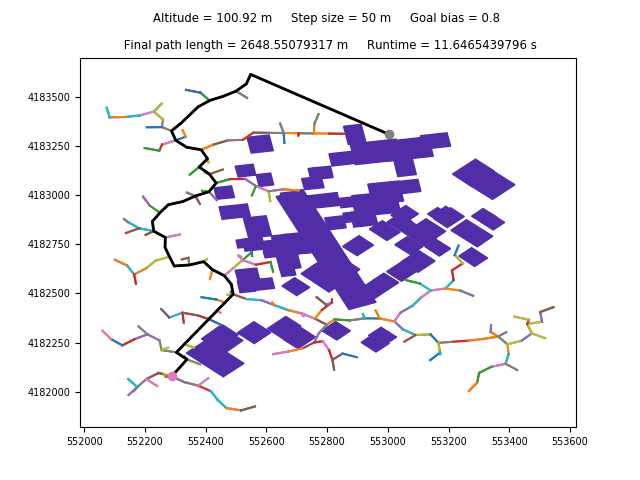 Altitude = 100.92 m     Step size = 50 m     Goal bias = 0.8
Final path length = 2648.55079317 m     Runtime = 11.6465439796 s
4183500
4183250
4183000
4182750
4182500
4182250
4182000
552000 552200 552400 552600 552800 553000 553200 553400 553600